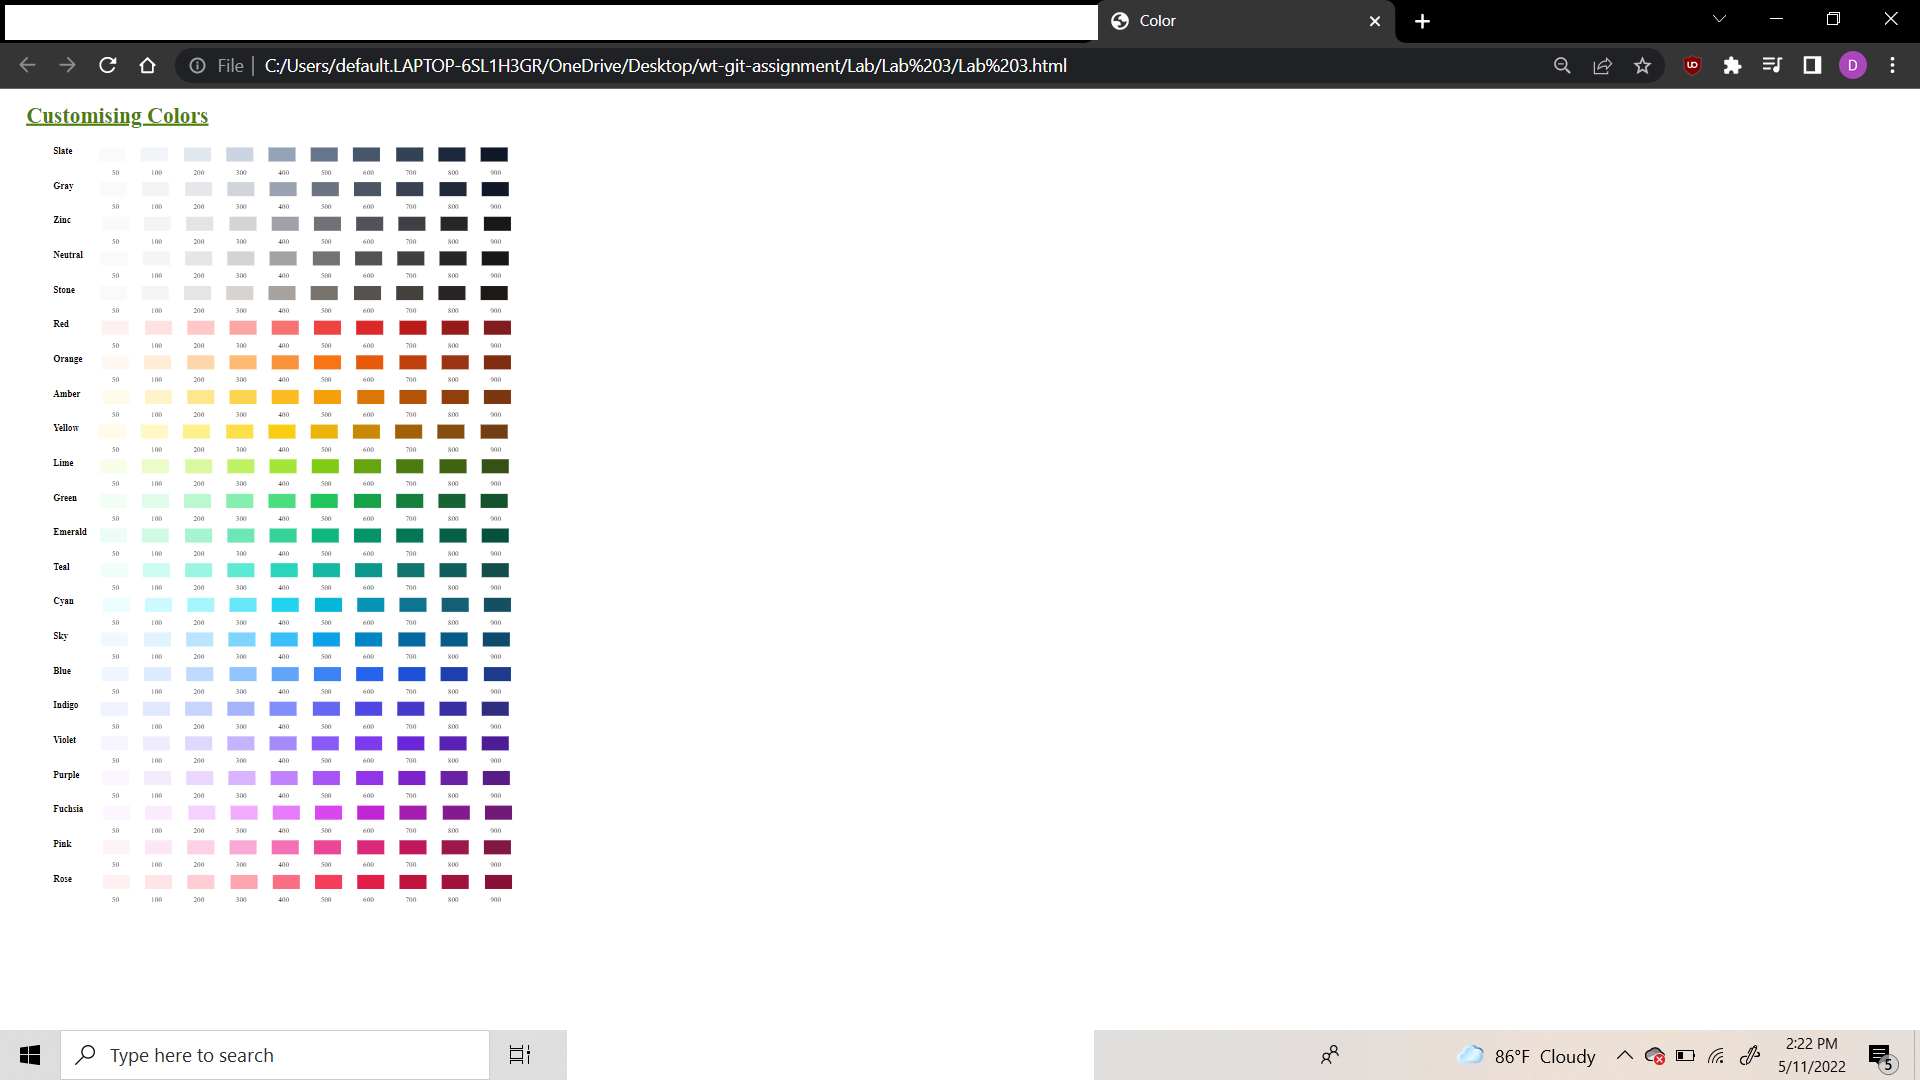 Color
File C:/Users/default.LAPTOP-6SL1H3GR/OneDrive/Desktop/wt-git-assignment/Lab/Lab%203/Lab%203.html
D
Customising Colors
Slate
50 100 200 300 400 500 600 700 800 900
Gray
50 100 200 300 400 500 600 700 800 900
Zinc
50 100 200 300 400 500 600 700 800 900
Neutral
50 100 200 300 400 500 600 700 800 900
Stone
50 100 200 300 400 500 600 700 800 900
Red
50 100 200 300 400 500 600 700 800 900
Orange
50 100 200 300 400 500 600 700 800 900
Amber
50 100 200 300 400 500 600 700 800 900
Yellow
50 100 200 300 400 500 600 700 800 900
Lime
50 100 200 300 400 500 600 700 800 900
Green
50 100 200 300 400 500 600 700 800 900
Emerald
50 100 200 300 400 500 600 700 800 900
Teal
50 100 200 300 400 500 600 700 800 900
Cyan
50 100 200 300 400 500 600 700 800 900
Sky
50 100 200 300 400 500 600 700 800 900
Blue
50 100 200 300 400 500 600 700 800 900
Indigo
50 100 200 300 400 500 600 700 800 900
Violet
50 100 200 300 400 500 600 700 800 900
Purple
50 100 200 300 400 500 600 700 800 900
Fuchsia
50 100 200 300 400 500 600 700 800 900
Pink
50 100 200 300 400 500 600 700 800 900
Rose
50 100 200 300 400 500 600 700 800 900
Type here to search
86°F Cloudy
2:22 PM
5/11/2022
5